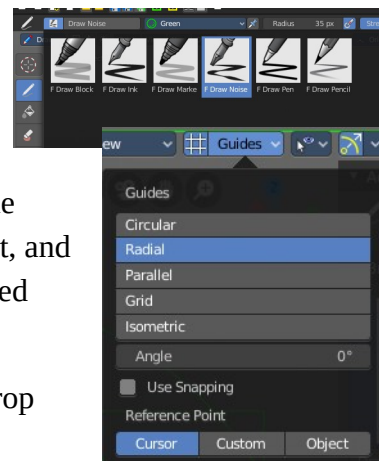 Draw Noise Green Radius 35 px Stre
D
F Draw Block F Draw Ink F Draw Marke F Draw Noise F Draw Pen F Draw Pencil
ew Guides
Guides
Circular
Radial
Parallel
Grid
Isometric
Angle 0°
Use Snapping
Reference Point
Cursor Custom Object
e
t, and
ed
rop